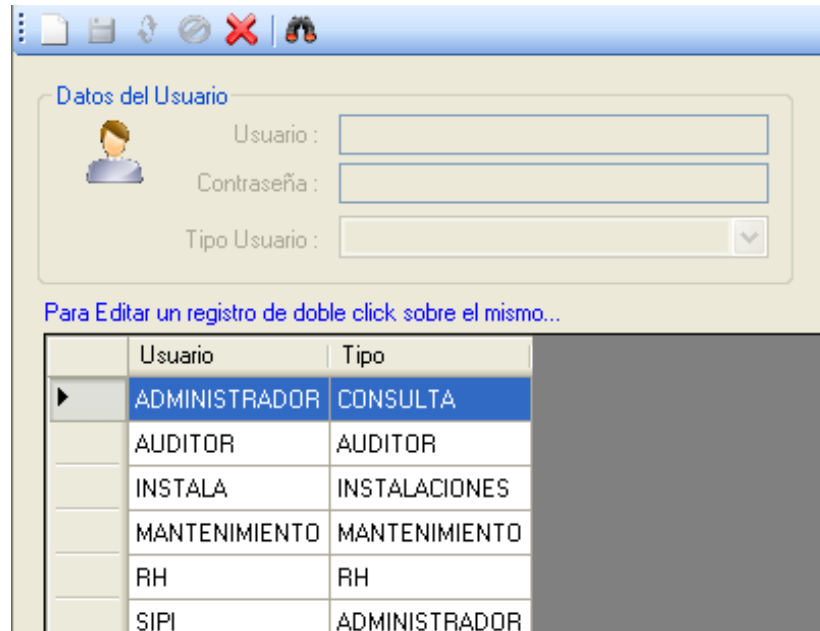 Datos del Usuario
Usuario :
Contraseña :
Tipo Usuario :
Para Editar un registro de doble click sobre el mismo...
Usuario Tipo
ADMINISTRADOR CONSULTA
AUDITOR AUDITOR
INSTALA INSTALACIONES
MANTENIMIENTO MANTENIMIENTO
RH RH
SIPI ADMINISTRADOR